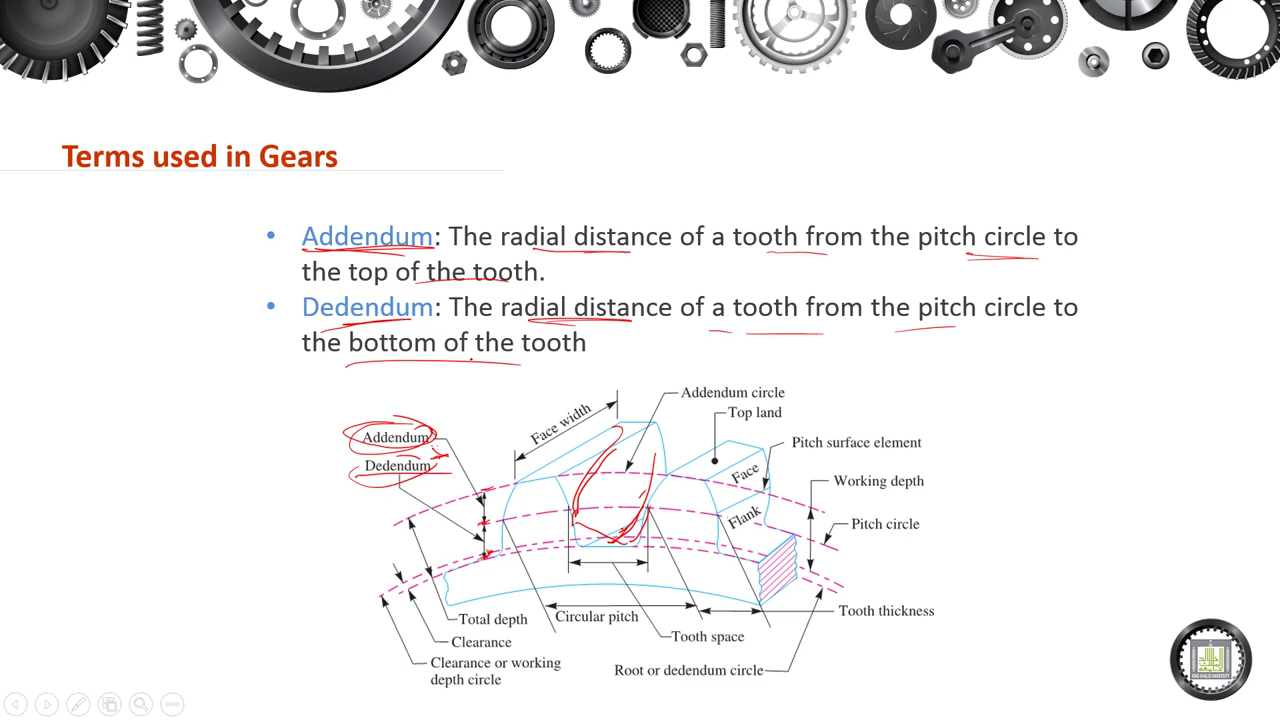 Terms used in Gears
• Addendum: The radial distance of a tooth from the pitch circle to
the top of the tooth.
• Dedendum: The radial distance of a tooth from the pitch circle to
the bottom of the tooth
Addendum circle
Top land
Face width
Addendum
Pitch surface element
Dedendum
Face
Working depth
Flank
Pitch circle
Tooth thickness
Circular pitch
Total depth
Tooth space
Clearance
Clearance or working
depth circle
Root or dedendum circle
KING KHALID UNIVERSITY